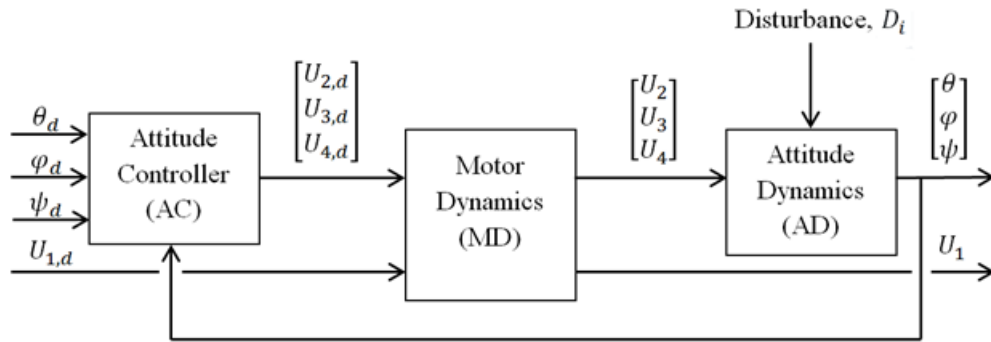 Disturbance, D_i
θ_d
φ_d
ψ_d
U_{1,d}
Attitude
Controller
(AC)
[U_{2,d}
U_{3,d}
U_{4,d}]
Motor
Dynamics
(MD)
[U_2
U_3
U_4]
Attitude
Dynamics
(AD)
[θ
φ
ψ]
U_1